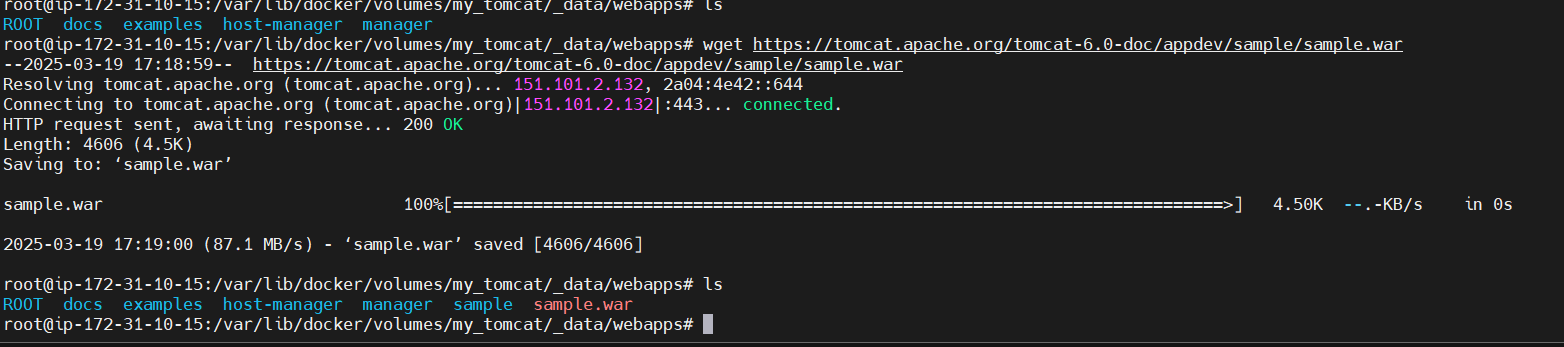 root@ip-172-31-10-15:/var/lib/docker/volumes/my_tomcat/_data/webapps# ls
ROOT  docs  examples  host-manager  manager
root@ip-172-31-10-15:/var/lib/docker/volumes/my_tomcat/_data/webapps# wget https://tomcat.apache.org/tomcat-6.0-doc/appdev/sample/sample.war
--2025-03-19 17:18:59--  https://tomcat.apache.org/tomcat-6.0-doc/appdev/sample/sample.war
Resolving tomcat.apache.org (tomcat.apache.org)... 151.101.2.132, 2a04:4e42::644
Connecting to tomcat.apache.org (tomcat.apache.org)|151.101.2.132|:443... connected.
HTTP request sent, awaiting response... 200 OK
Length: 4606 (4.5K)
Saving to: ‘sample.war’
sample.war                              100%[=============================================================================>]   4.50K  --.-KB/s    in 0s
2025-03-19 17:19:00 (87.1 MB/s) - ‘sample.war’ saved [4606/4606]
root@ip-172-31-10-15:/var/lib/docker/volumes/my_tomcat/_data/webapps# ls
ROOT  docs  examples  host-manager  manager  sample  sample.war
root@ip-172-31-10-15:/var/lib/docker/volumes/my_tomcat/_data/webapps#